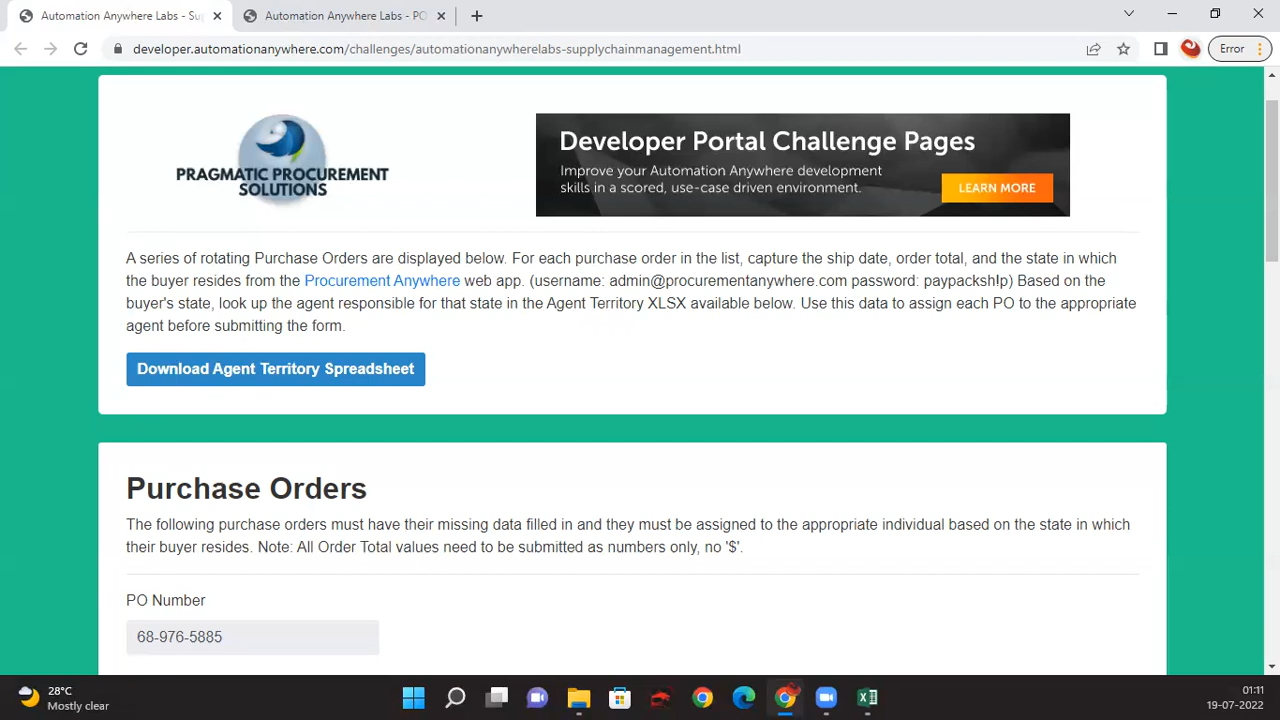 Automation Anywhere Labs - Su
Automation Anywhere Labs - PO
developer.automationanywhere.com/challenges/automationanywherelabs-supplychainmanagement.html
Error
PRAGMATIC PROCUREMENT
SOLUTIONS
Developer Portal Challenge Pages
Improve your Automation Anywhere development
skills in a scored, use-case driven environment.
LEARN MORE
A series of rotating Purchase Orders are displayed below. For each purchase order in the list, capture the ship date, order total, and the state in which
the buyer resides from the Procurement Anywhere web app. (username: admin@procurementanywhere.com password: paypacksh!p) Based on the
buyer's state, look up the agent responsible for that state in the Agent Territory XLSX available below. Use this data to assign each PO to the appropriate
agent before submitting the form.
Download Agent Territory Spreadsheet
Purchase Orders
The following purchase orders must have their missing data filled in and they must be assigned to the appropriate individual based on the state in which
their buyer resides. Note: All Order Total values need to be submitted as numbers only, no '$'.
PO Number
68-976-5885
28°C
Mostly clear
01:11
19-07-2022